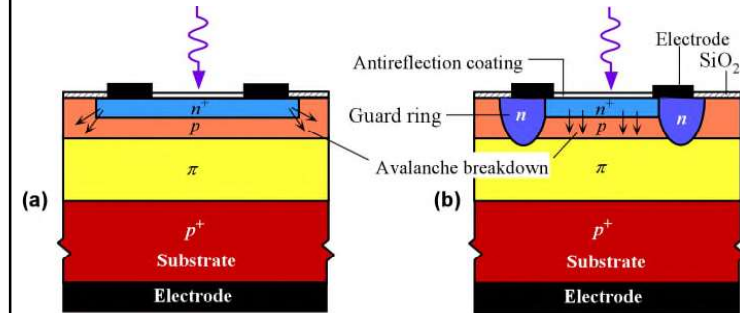 Electrode
SiO₂
Antireflection coating
n⁺
p
Guard ring
n
n⁺
p
n
Avalanche breakdown
π
π
(a)
(b)
p⁺
Substrate
p⁺
Substrate
Electrode
Electrode